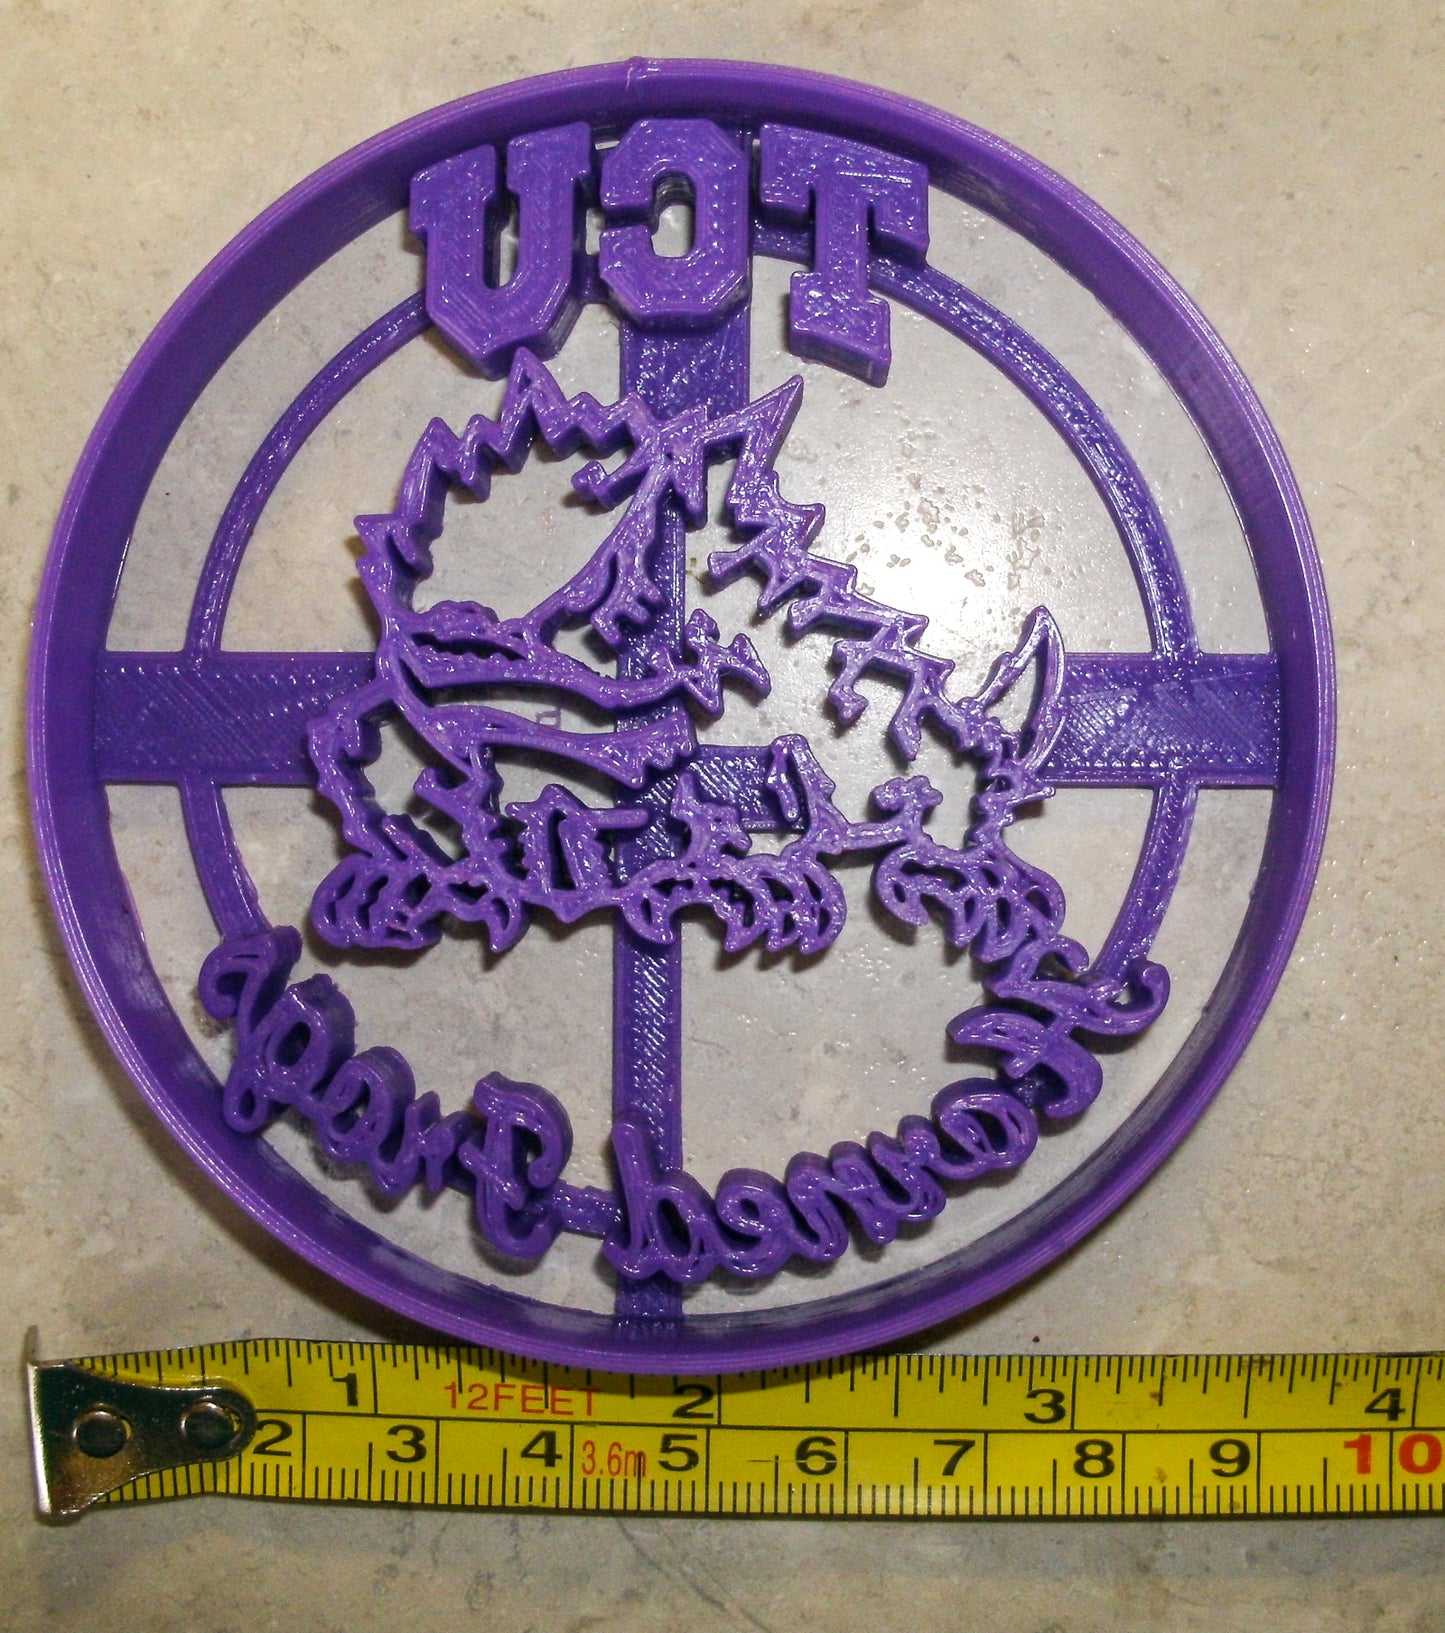 TCU
Horned Frogs
1 12FEET 2 3 4
2 3 4 3.6m 5 6 7 8 9 10